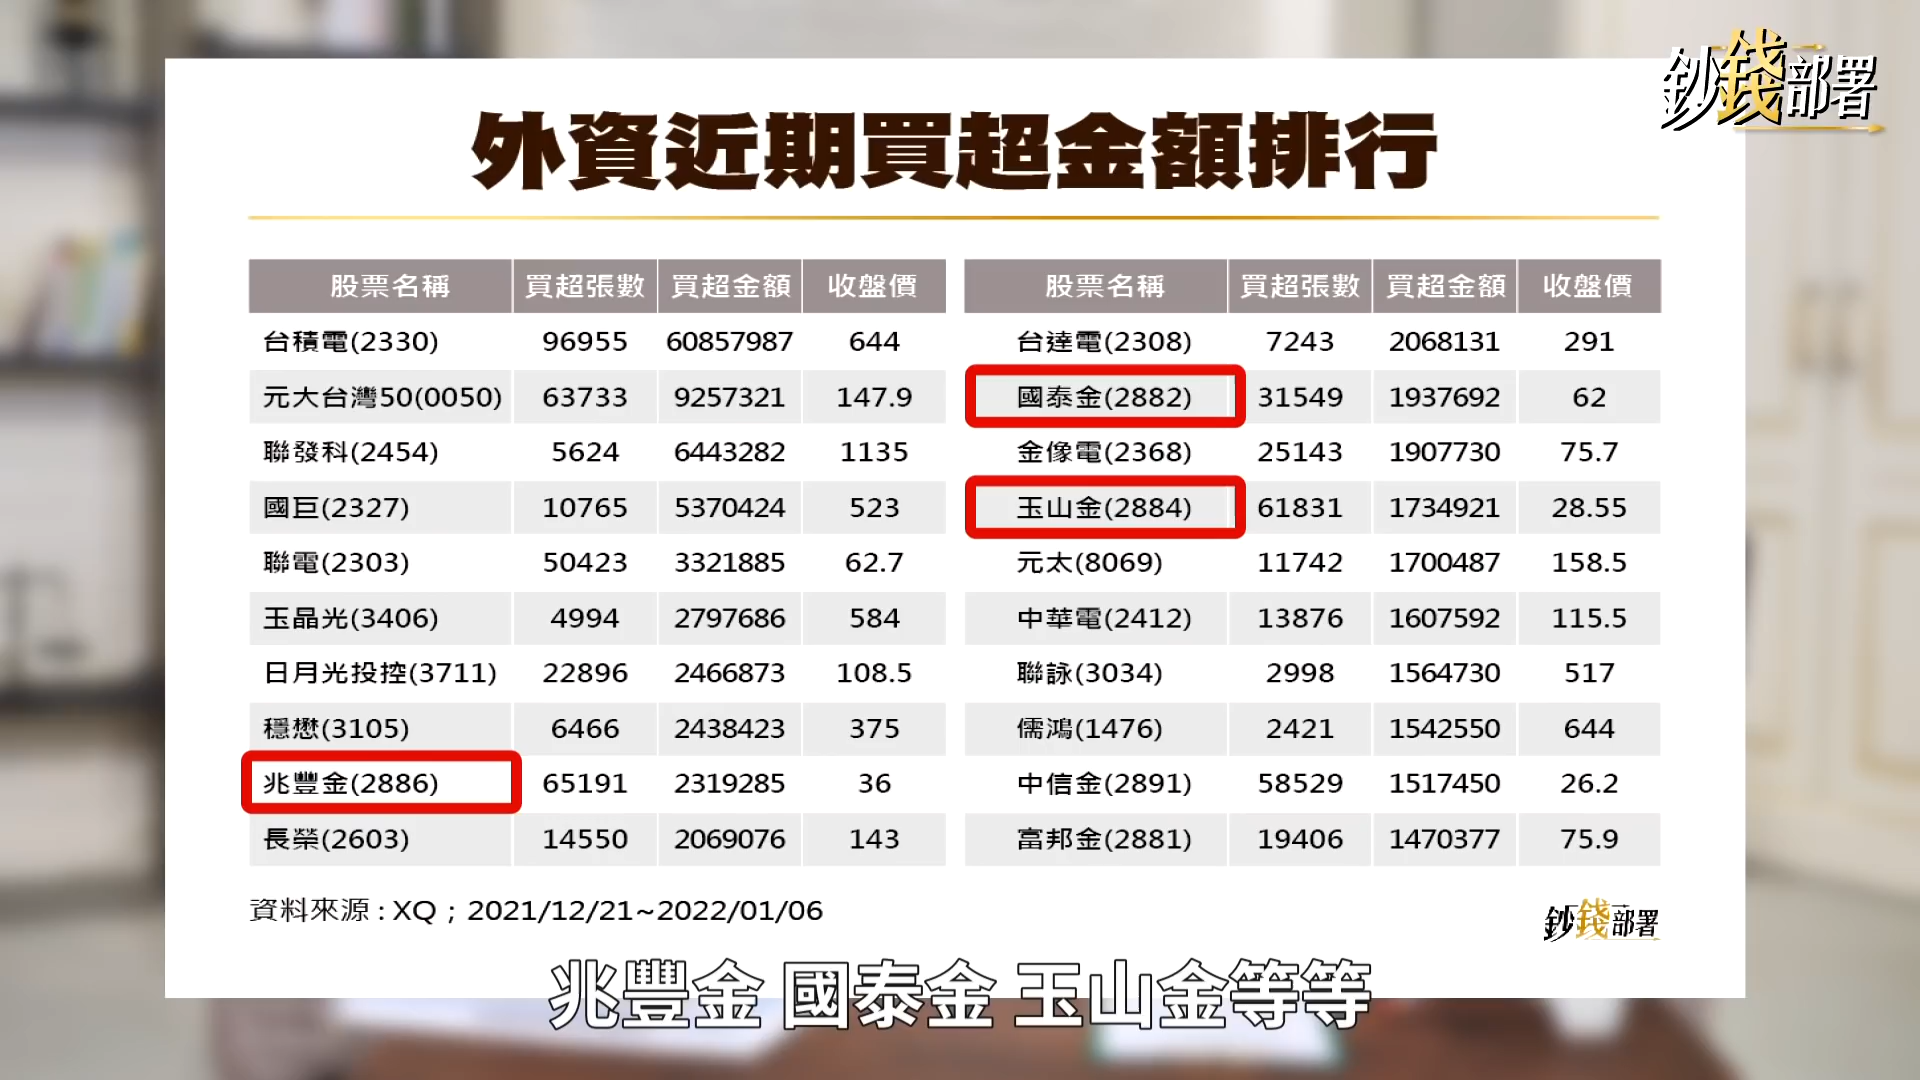 鈔錢部署
外資近期買超金額排行
股票名稱 買超張數 買超金額 收盤價
台積電(2330) 96955 60857987 644
元大台灣50(0050) 63733 9257321 147.9
聯發科(2454) 5624 6443282 1135
國巨(2327) 10765 5370424 523
聯電(2303) 50423 3321885 62.7
玉晶光(3406) 4994 2797686 584
日月光投控(3711) 22896 2466873 108.5
穩懋(3105) 6466 2438423 375
兆豐金(2886) 65191 2319285 36
長榮(2603) 14550 2069076 143
股票名稱 買超張數 買超金額 收盤價
台達電(2308) 7243 2068131 291
國泰金(2882) 31549 1937692 62
金像電(2368) 25143 1907730 75.7
玉山金(2884) 61831 1734921 28.55
元太(8069) 11742 1700487 158.5
中華電(2412) 13876 1607592 115.5
聯詠(3034) 2998 1564730 517
儒鴻(1476) 2421 1542550 644
中信金(2891) 58529 1517450 26.2
富邦金(2881) 19406 1470377 75.9
資料來源:XQ;2021/12/21~2022/01/06
鈔錢部署
兆豐金 國泰金 玉山金等等